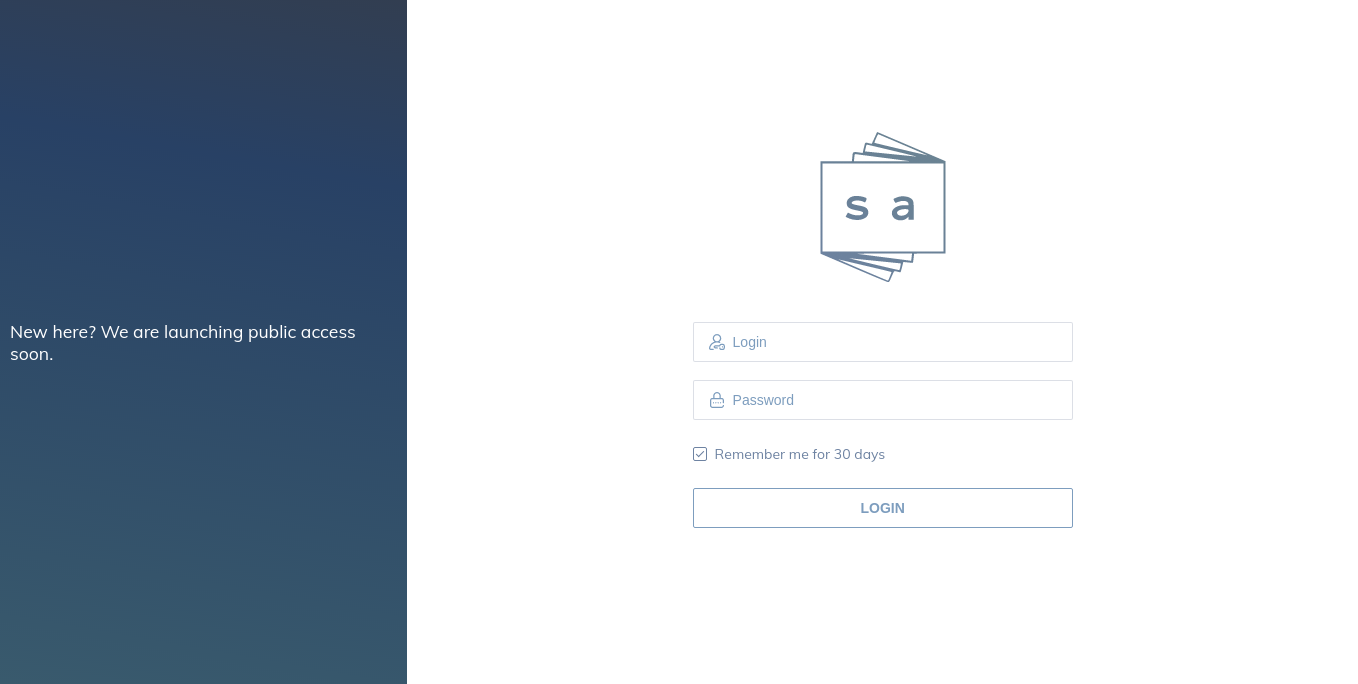 New here? We are launching public access
soon.
s a
Login
Password
Remember me for 30 days
LOGIN